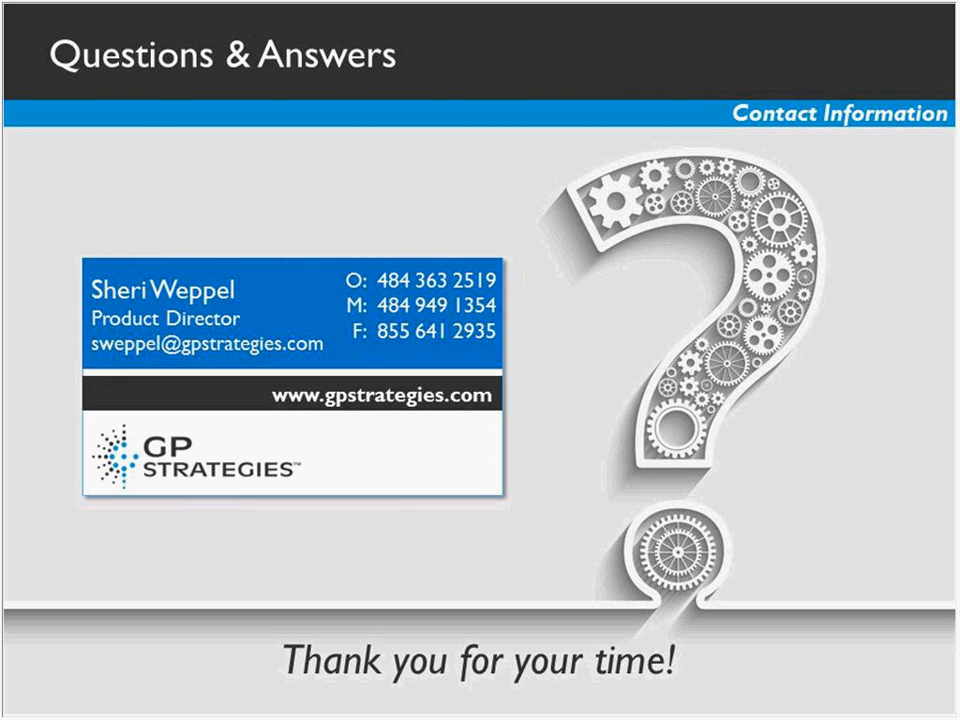 Questions & Answers
Contact Information
Sheri Weppel
Product Director
sweppel@gpstrategies.com
O: 484 363 2519
M: 484 949 1354
F: 855 641 2935
www.gpstrategies.com
GP
STRATEGIES™
Thank you for your time!